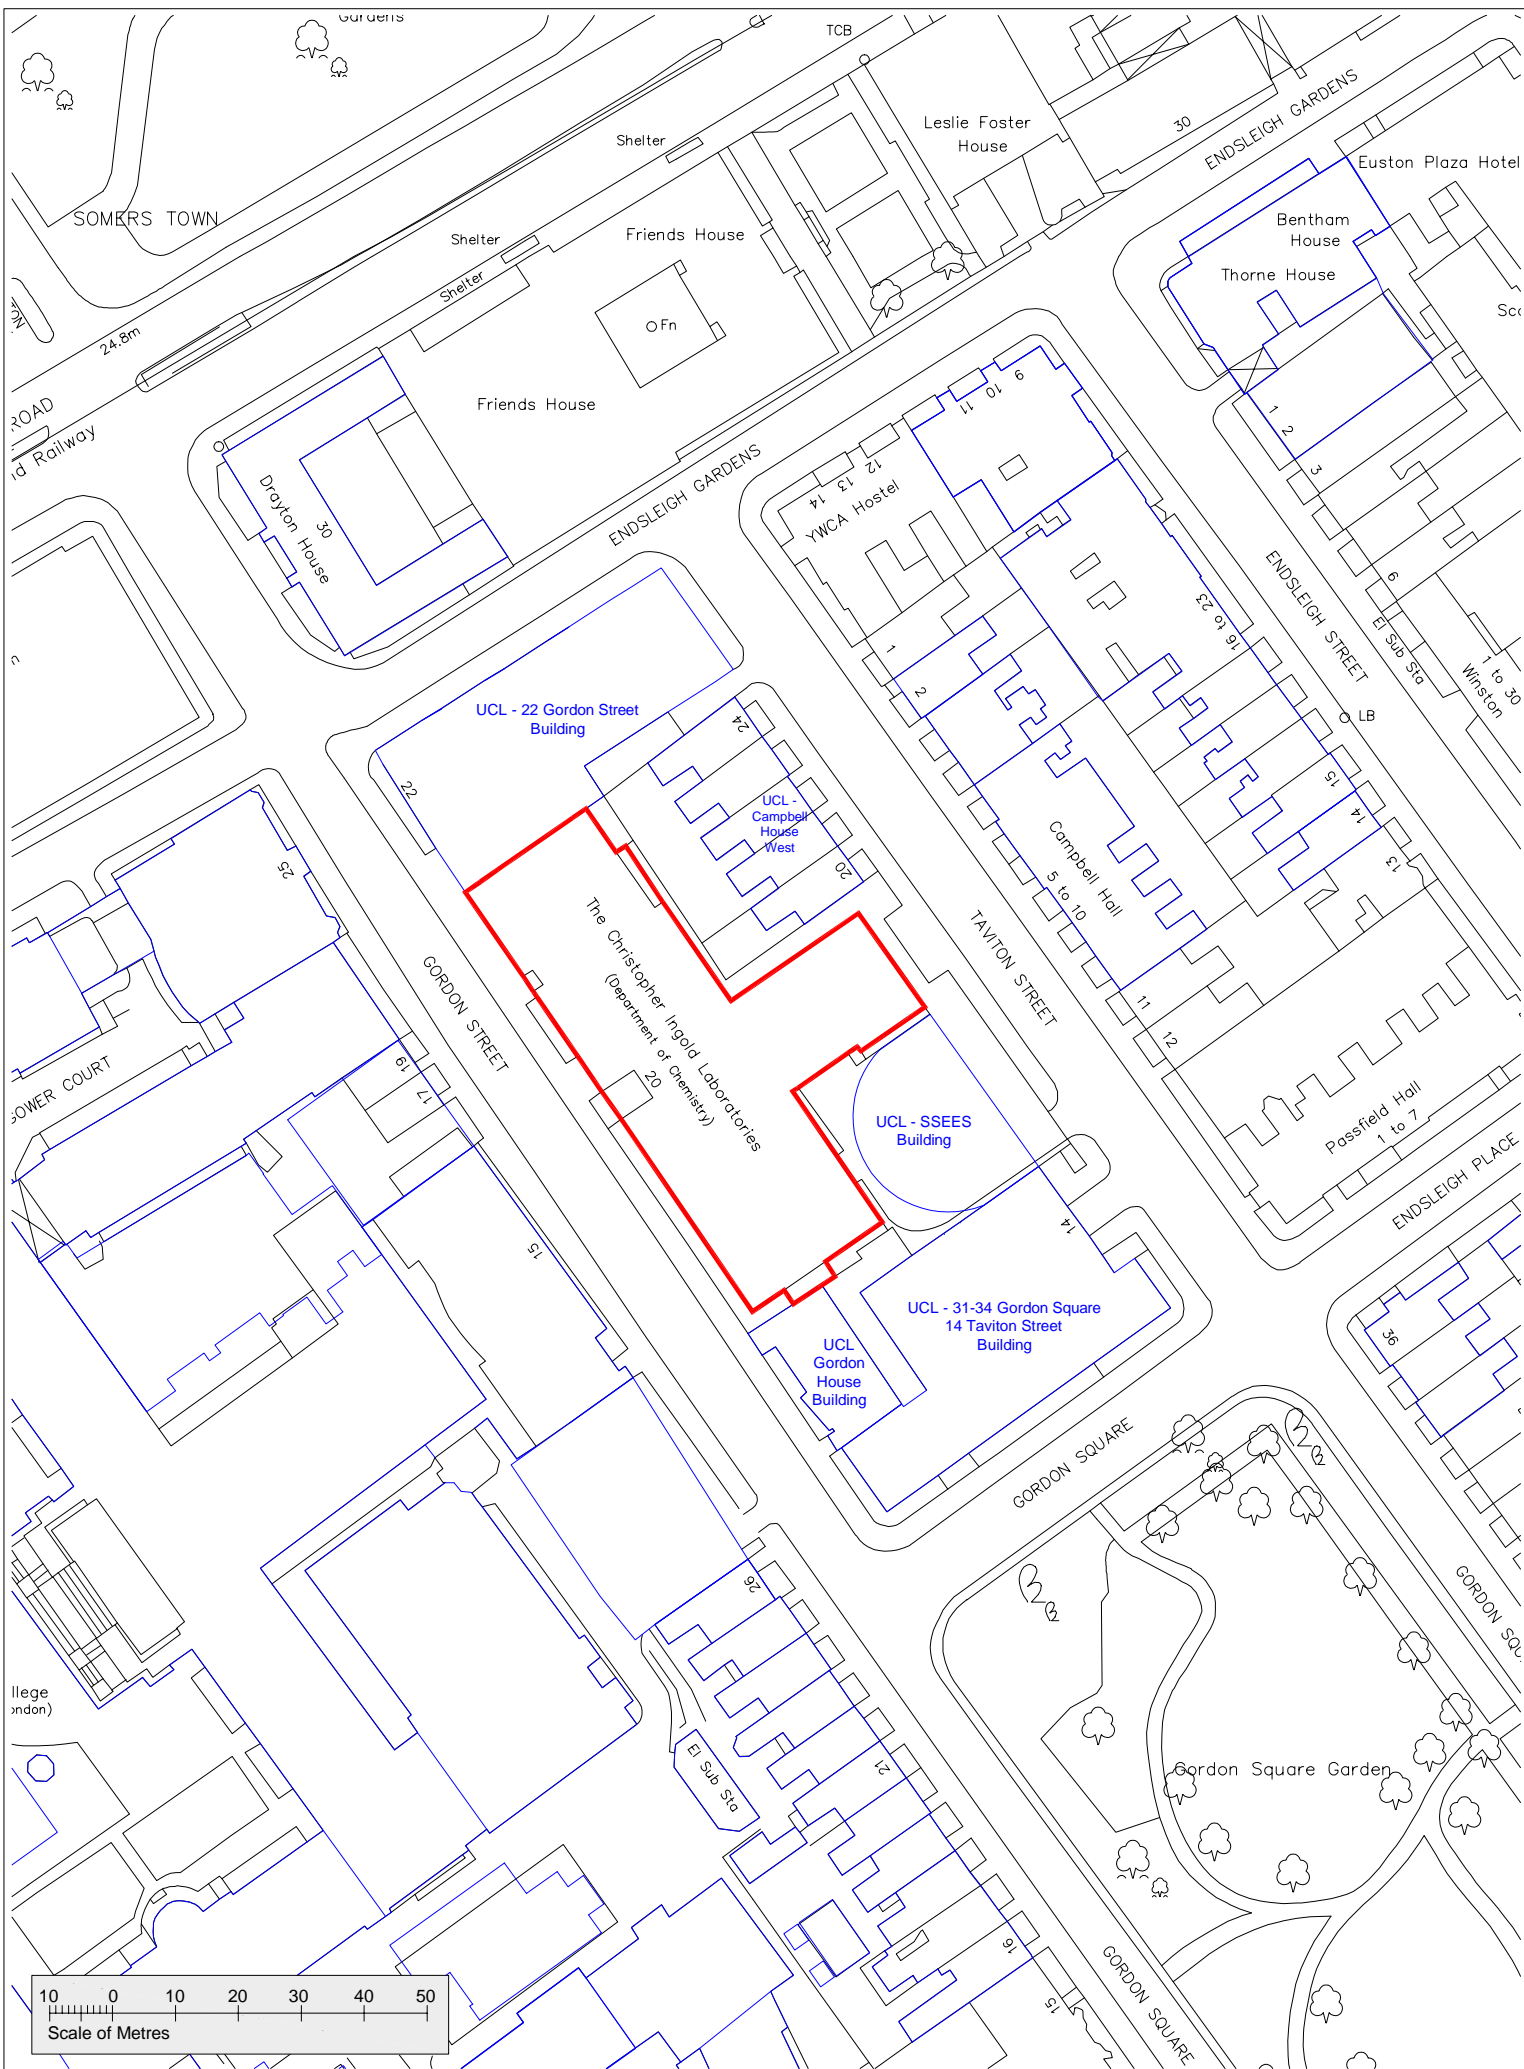 Gardens
TCB
Leslie Foster
House
30
ENDSLEIGH GARDENS
Shelter
Euston Plaza Hotel
SOMERS TOWN
Shelter
Friends House
Bentham
House
Shelter
Thorne House
Fn
24.8m
ROAD
Friends House
9
10
11
1
2
3
12
13
14
ENDSLEIGH GARDENS
YWCA Hostel
Drayton House
30
6
ENDSLEIGH STREET
16 to 23
El Sub Sta
1 to 30
Winston
1
2
UCL - 22 Gordon Street
Building
24
LB
22
UCL -
Campbell
House
West
20
15
14
13
Campbell Hall
5 to 10
25
The Christopher Ingold Laboratories
(Department of Chemistry)
20
TAVITON STREET
GORDON STREET
11
12
GOWER COURT
19
17
UCL - SSEES
Building
Passfield Hall
1 to 7
ENDSLEIGH PLACE
14
15
UCL - 31-34 Gordon Square
14 Taviton Street
Building
UCL
Gordon
House
Building
36
GORDON SQUARE
26
El Sub Sta
21
Gordon Square Garden
16
15
GORDON SQUARE
10 0 10 20 30 40 50
Scale of Metres